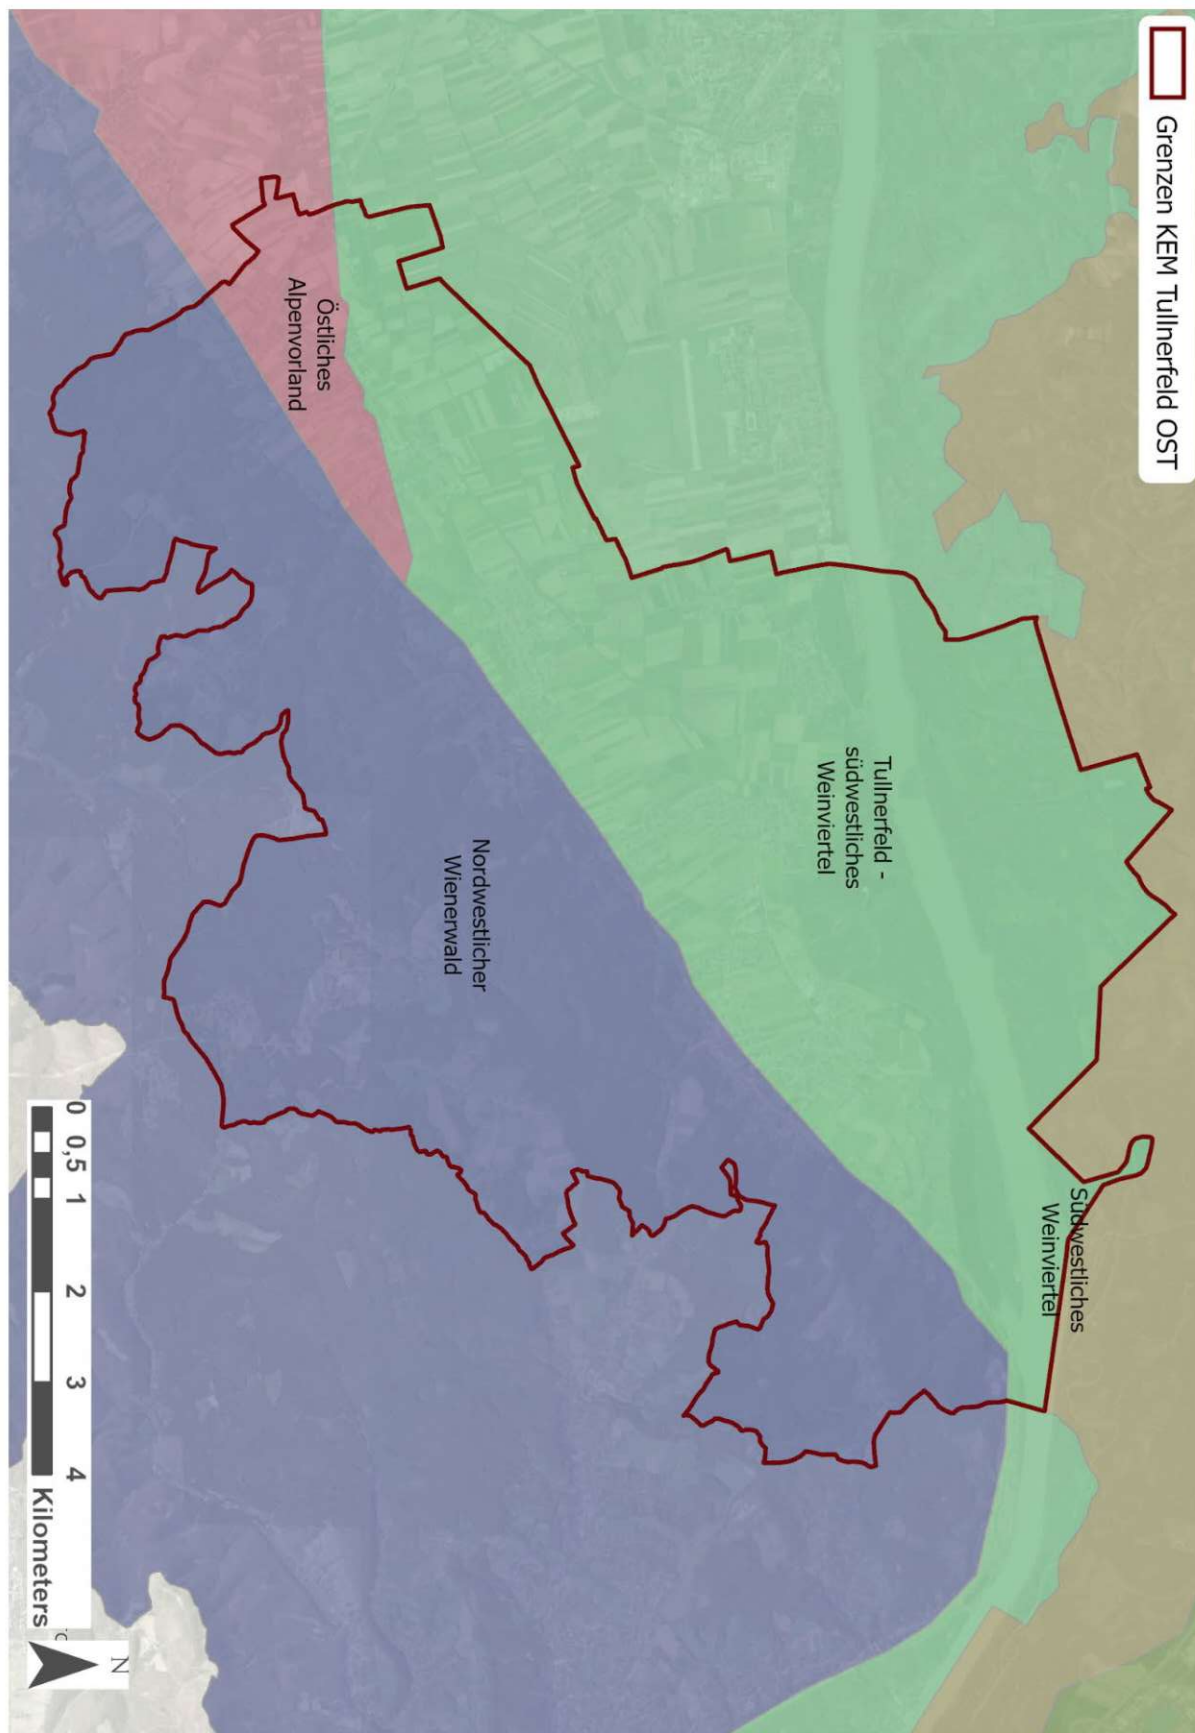 Grenzen KEM Tullnerfeld OST
Südwestliches
Weinviertel
Tullnerfeld -
südwestliches
Weinviertel
Nordwestlicher
Wienerwald
Östliches
Alpenvorland
0 0,5 1 2 3 4
Kilometers
N